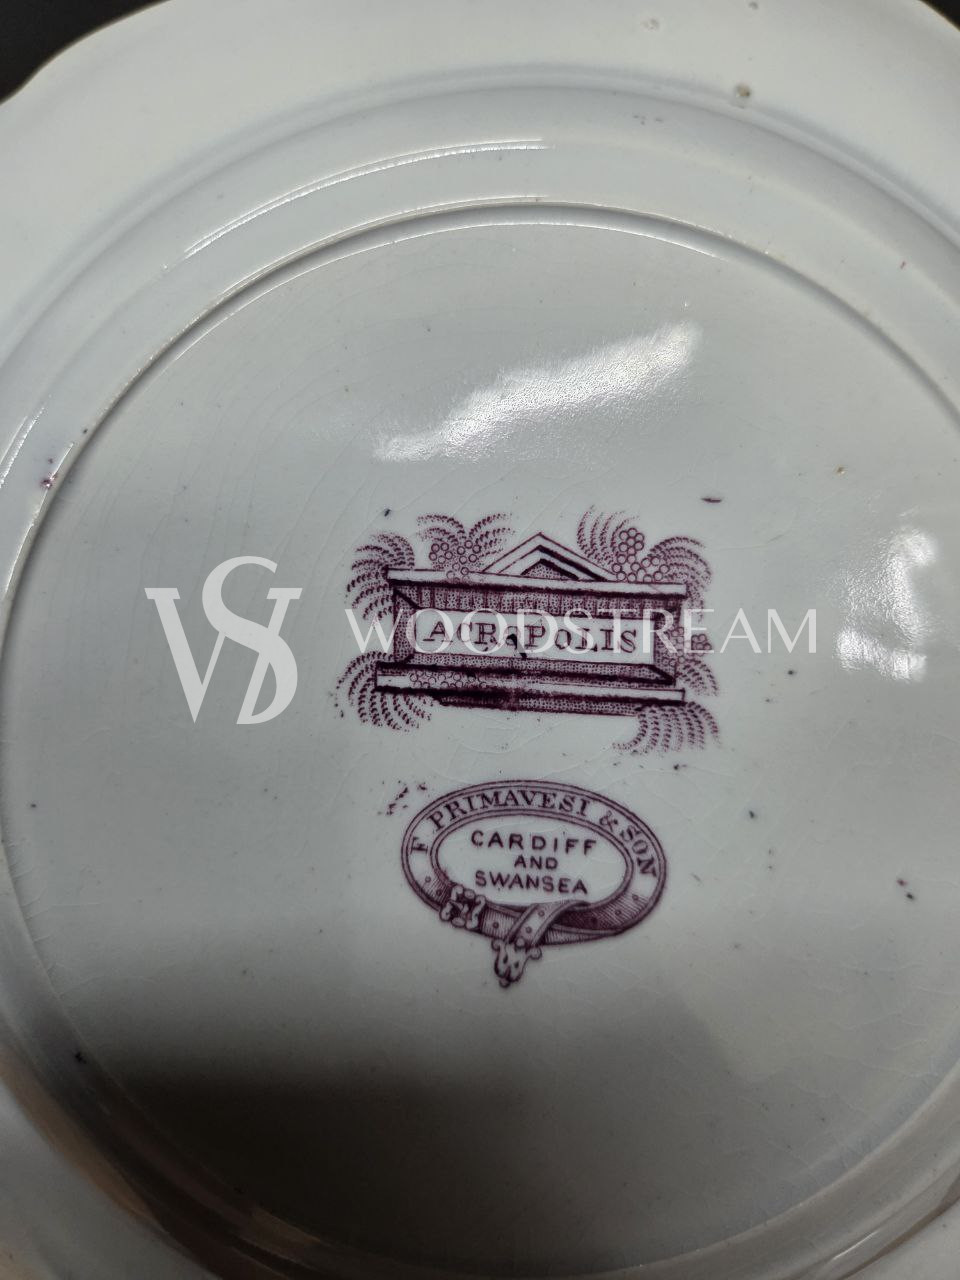 ACROPOLIS
WOODSTREAM
F. PRIMAVESI & SON
CARDIFF
AND
SWANSEA